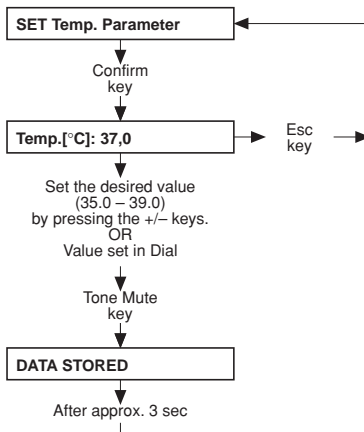 SET Temp. Parameter
Confirm
key
Temp.[°C]: 37,0
Esc
key
Set the desired value
(35.0 – 39.0)
by pressing the +/– keys.
OR
Value set in Dial
Tone Mute
key
DATA STORED
After approx. 3 sec